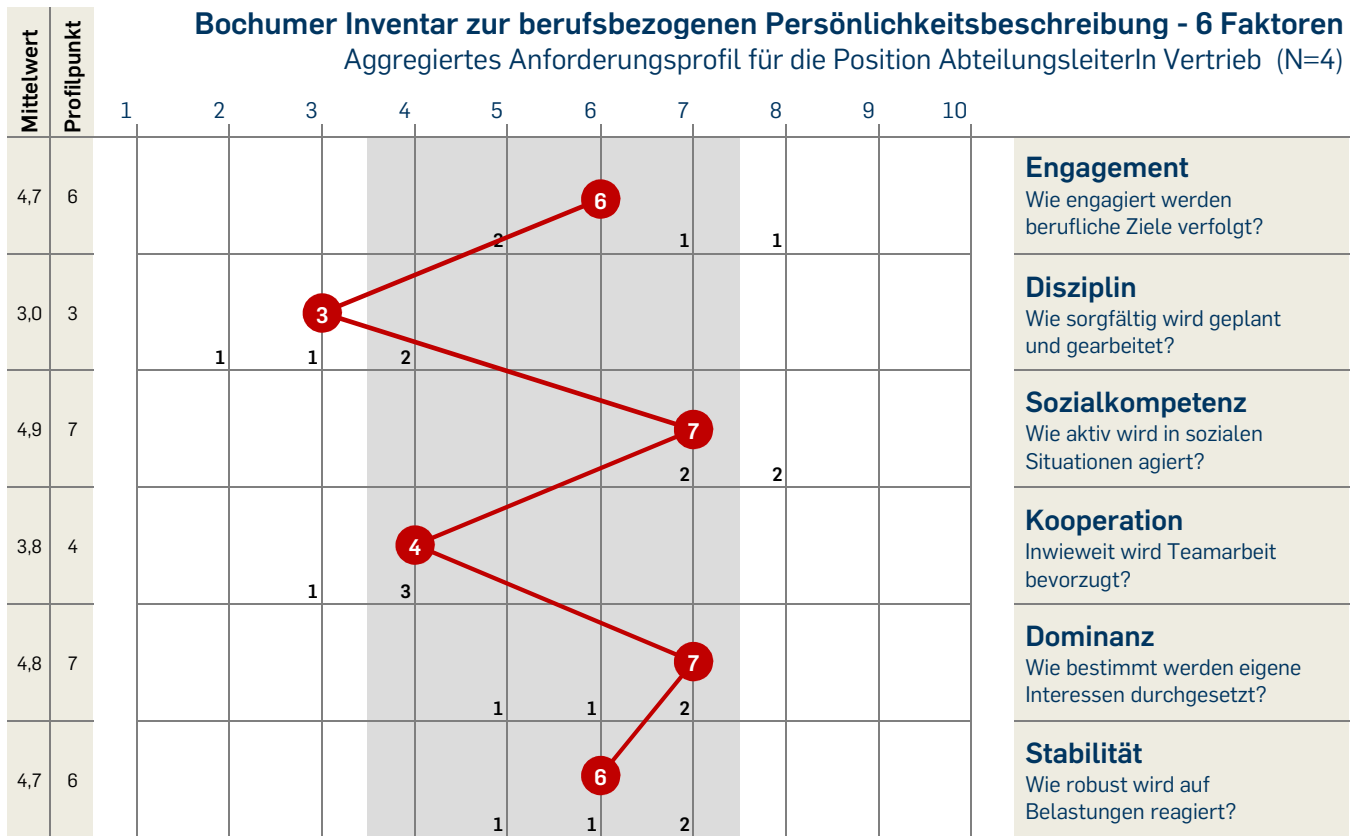 Bochumer Inventar zur berufsbezogenen Persönlichkeitsbeschreibung - 6 Faktoren
Aggregiertes Anforderungsprofil für die Position AbteilungsleiterIn Vertrieb (N=4)
Mittelwert Profilpunkt 1 2 3 4 5 6 7 8 9 10
4,7 6 6 Engagement
Wie engagiert werden
berufliche Ziele verfolgt?
2 1 1
3,0 3 3 Disziplin
Wie sorgfältig wird geplant
und gearbeitet?
1 1 2
4,9 7 7 Sozialkompetenz
Wie aktiv wird in sozialen
Situationen agiert?
2 2
3,8 4 4 Kooperation
Inwieweit wird Teamarbeit
bevorzugt?
1 3
4,8 7 7 Dominanz
Wie bestimmt werden eigene
Interessen durchgesetzt?
1 1 2
4,7 6 6 Stabilität
Wie robust wird auf
Belastungen reagiert?
1 1 2